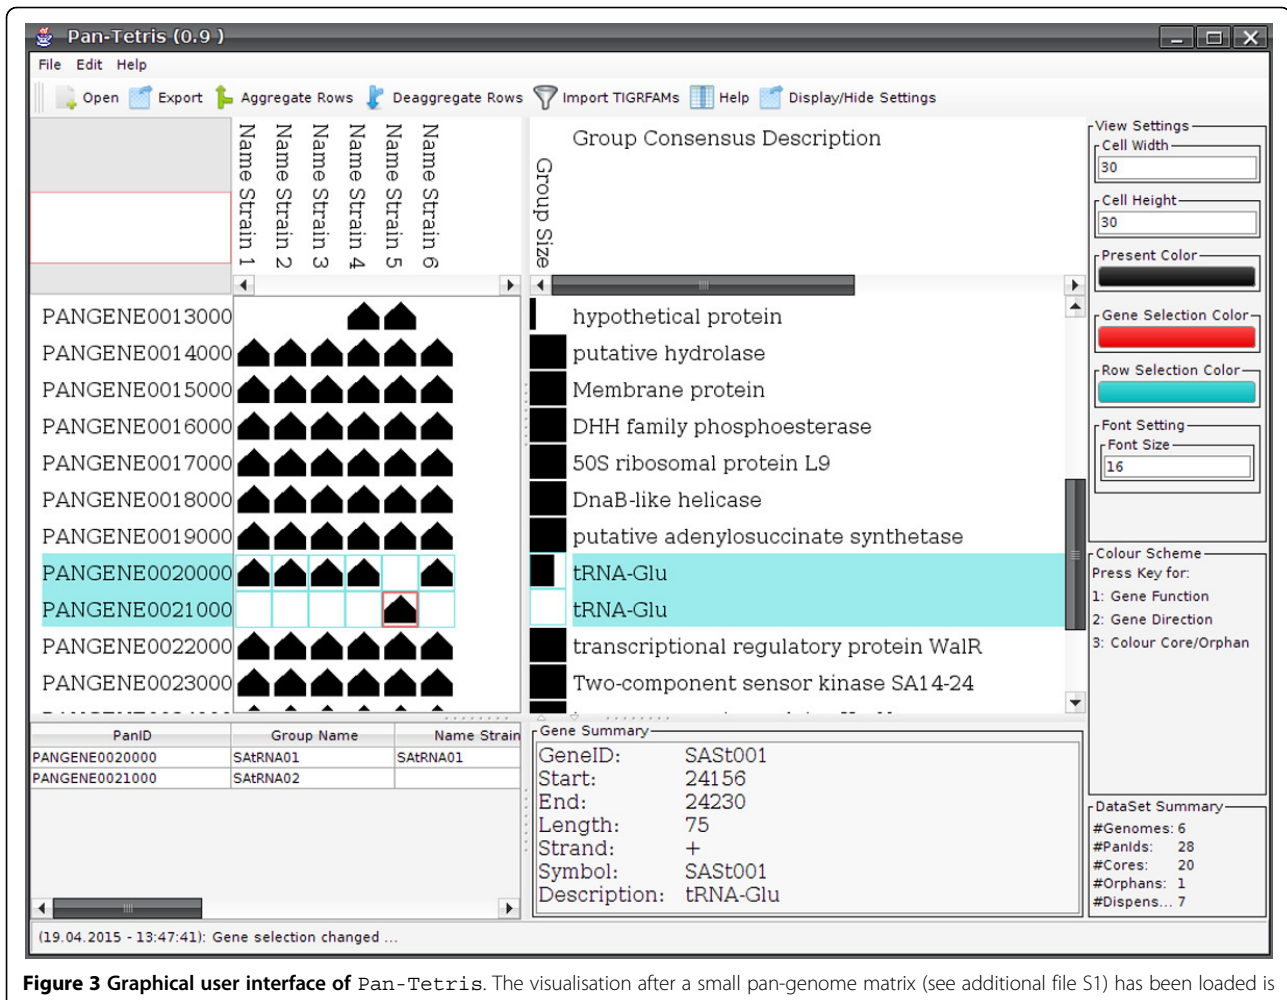 Pan-Tetris (0.9 )
File Edit Help
Open Export Aggregate Rows Deaggregate Rows Import TIGRFAMs Help Display/Hide Settings
Name Strain 1
Name Strain 2
Name Strain 3
Name Strain 4
Name Strain 5
Name Strain 6
Group Size
Group Consensus Description
PANGENE0013000 hypothetical protein
PANGENE0014000 putative hydrolase
PANGENE0015000 Membrane protein
PANGENE0016000 DHH family phosphoesterase
PANGENE0017000 50S ribosomal protein L9
PANGENE0018000 DnaB-like helicase
PANGENE0019000 putative adenylosuccinate synthetase
PANGENE0020000 tRNA-Glu
PANGENE0021000 tRNA-Glu
PANGENE0022000 transcriptional regulatory protein WalR
PANGENE0023000 Two-component sensor kinase SA14-24
View Settings
Cell Width
30
Cell Height
30
Present Color
Gene Selection Color
Row Selection Color
Font Setting
Font Size
16
Colour Scheme
Press Key for:
1: Gene Function
2: Gene Direction
3: Colour Core/Orphan
PanID Group Name Name Strain
PANGENE0020000 SAtRNA01 SAtRNA01
PANGENE0021000 SAtRNA02
Gene Summary
GeneID: SASt001
Start: 24156
End: 24230
Length: 75
Strand: +
Symbol: SASt001
Description: tRNA-Glu
DataSet Summary
#Genomes: 6
#PanIds: 28
#Cores: 20
#Orphans: 1
#Dispens... 7
(19.04.2015 - 13:47:41): Gene selection changed ...
Figure 3 Graphical user interface of Pan-Tetris. The visualisation after a small pan-genome matrix (see additional file S1) has been loaded is